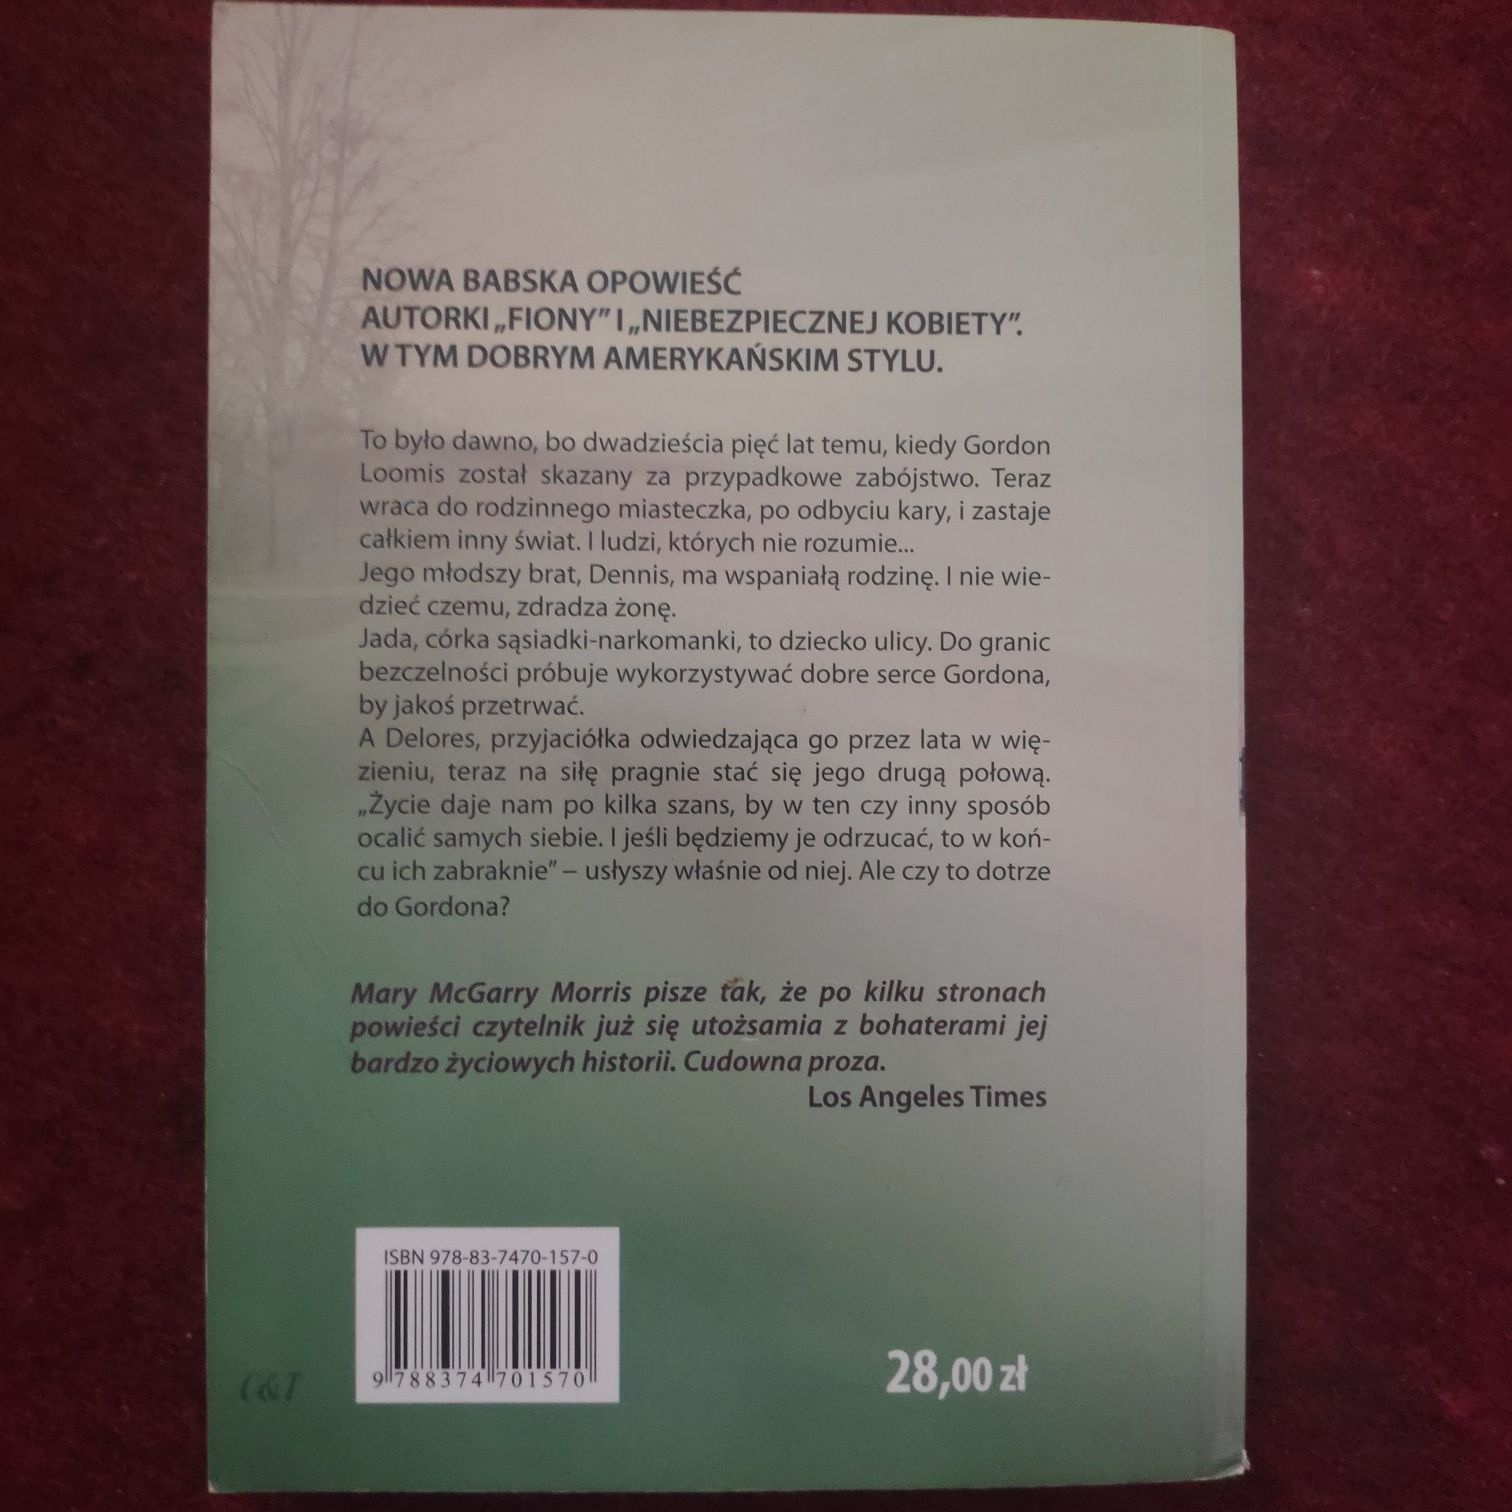 NOWA BABSKA OPOWIEŚĆ
AUTORKI „FIONY” I „NIEBEZPIECZNEJ KOBIETY”.
W TYM DOBRYM AMERYKAŃSKIM STYLU.
To było dawno, bo dwadzieścia pięć lat temu, kiedy Gordon
Loomis został skazany za przypadkowe zabójstwo. Teraz
wraca do rodzinnego miasteczka, po odbyciu kary, i zastaje
całkiem inny świat. I ludzi, których nie rozumie...
Jego młodszy brat, Dennis, ma wspaniałą rodzinę. I nie wie-
dzieć czemu, zdradza żonę.
Jada, córka sąsiadki-narkomanki, to dziecko ulicy. Do granic
bezczelności próbuje wykorzystywać dobre serce Gordona,
by jakoś przetrwać.
A Delores, przyjaciółka odwiedzająca go przez lata w wię-
zieniu, teraz na siłę pragnie stać się jego drugą połową.
„Życie daje nam po kilka szans, by w ten czy inny sposób
ocalić samych siebie. I jeśli będziemy je odrzucać, to w koń-
cu ich zabraknie” – usłyszy właśnie od niej. Ale czy to dotrze
do Gordona?
Mary McGarry Morris pisze tak, że po kilku stronach
powieści czytelnik już się utożsamia z bohaterami jej
bardzo życiowych historii. Cudowna proza.
Los Angeles Times
ISBN 978-83-7470-157-0
9 788374 701570
C&T
28,00 zł